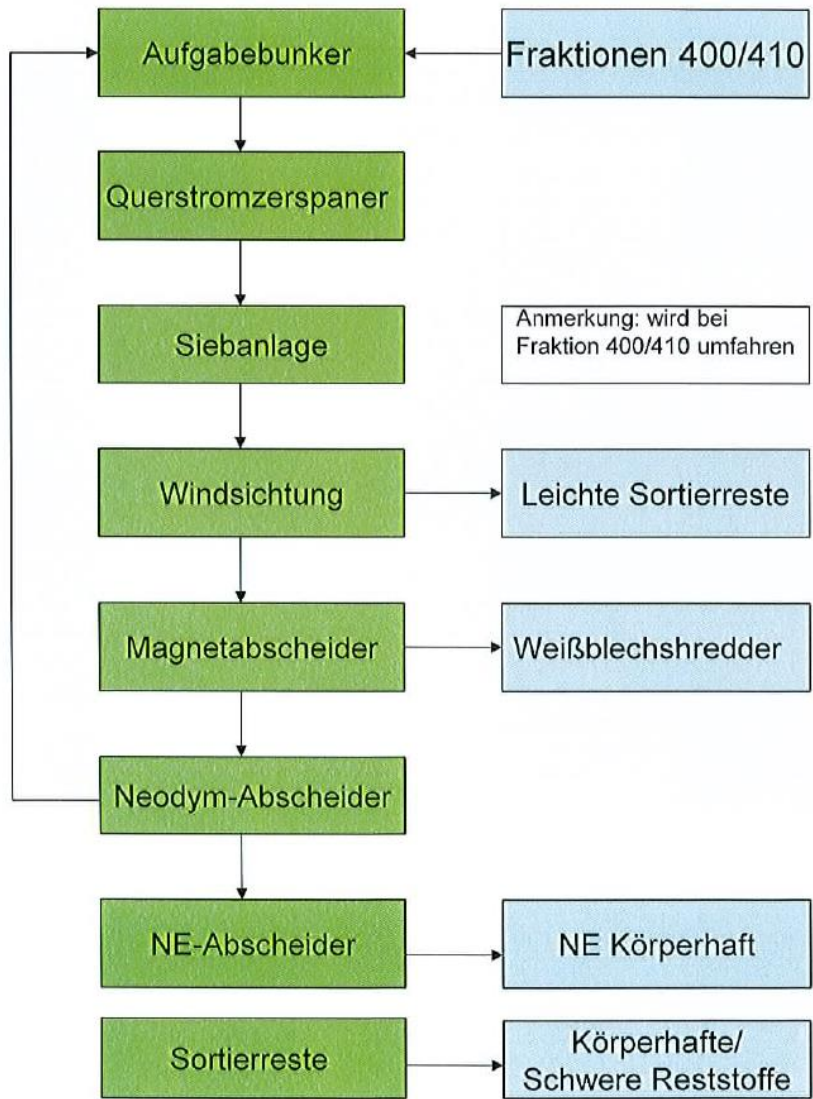 Aufgabebunker
Fraktionen 400/410
Querstromzerspaner
Siebanlage
Anmerkung: wird bei
Fraktion 400/410 umfahren
Windsichtung
Leichte Sortierreste
Magnetabscheider
Weißblechshredder
Neodym-Abscheider
NE-Abscheider
NE Körperhaft
Sortierreste
Körperhafte/
Schwere Reststoffe